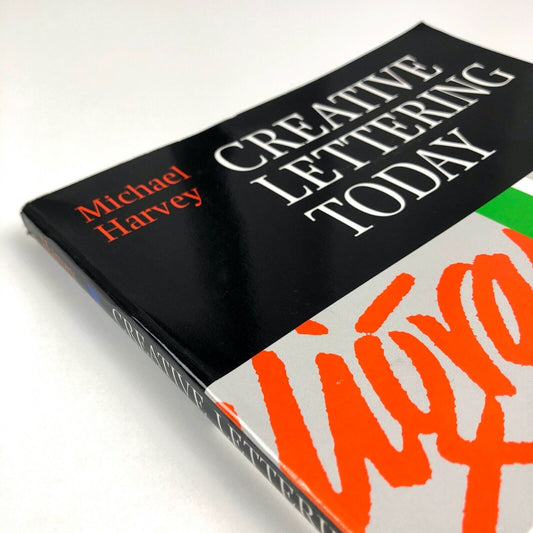 Michael
Harvey
CREATIVE
LETTERING
TODAY
CREATIVE LETTERI